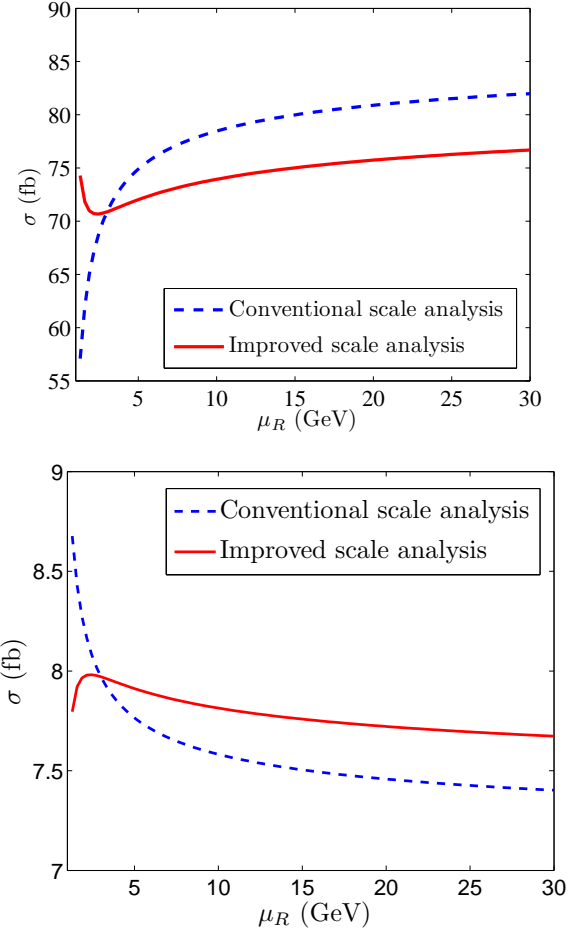 90
85
80
75
70
65
60
55
σ (fb)
Conventional scale analysis
Improved scale analysis
5 10 15 20 25 30
μ_R (GeV)
9
8.5
8
7.5
7
σ (fb)
Conventional scale analysis
Improved scale analysis
5 10 15 20 25 30
μ_R (GeV)